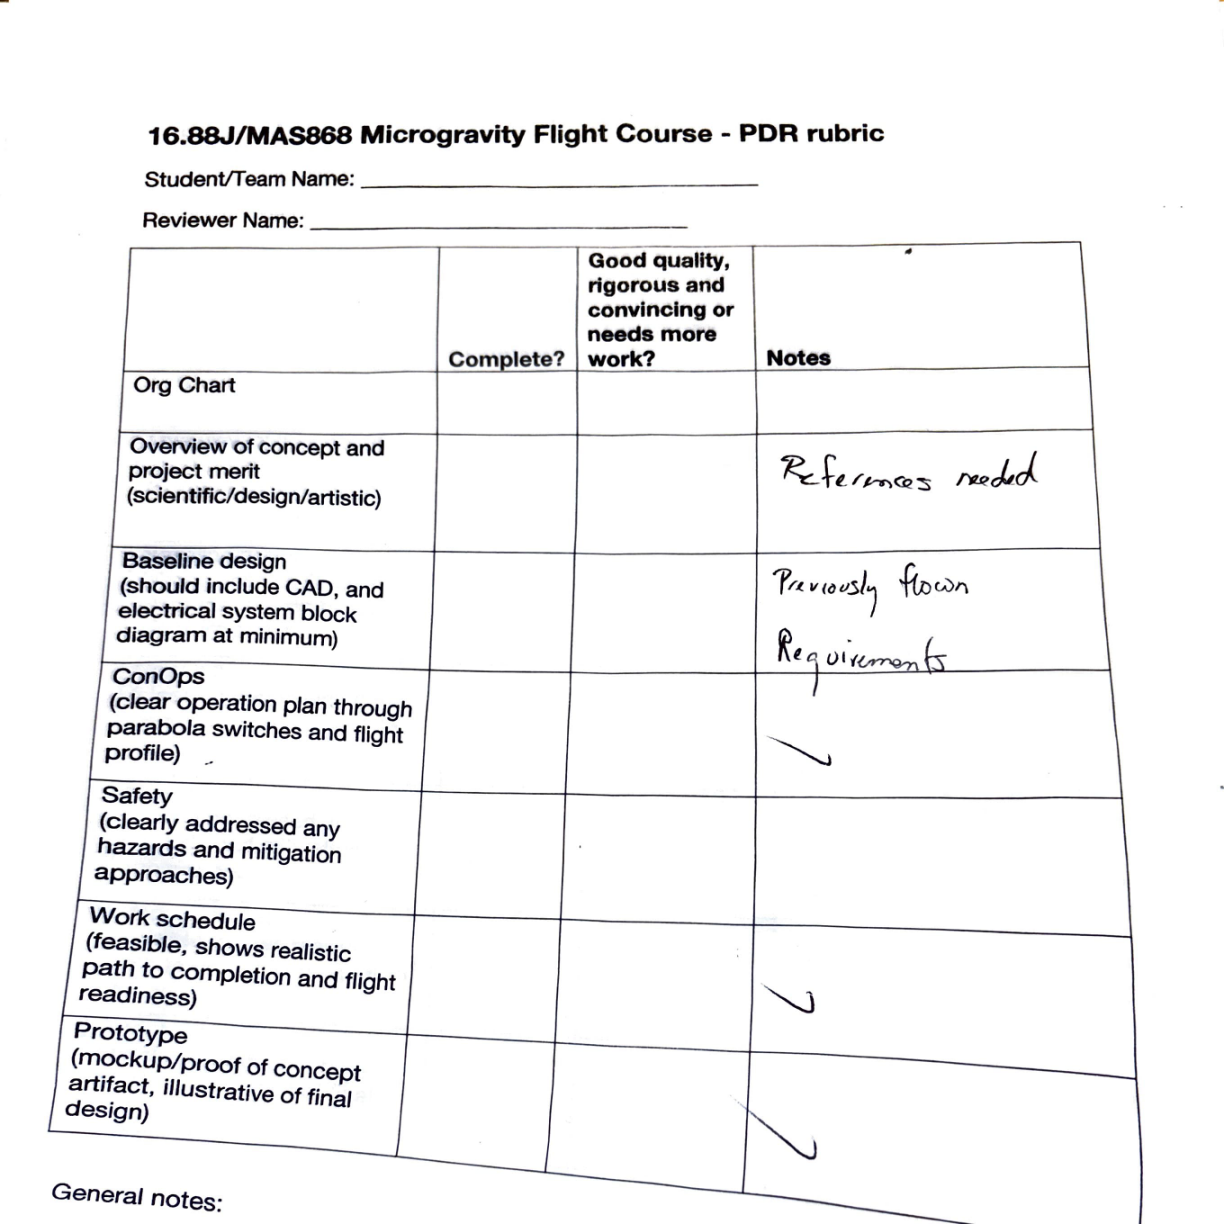 16.88J/MAS868 Microgravity Flight Course - PDR rubric
Student/Team Name:
Reviewer Name:
Complete?
Good quality,
rigorous and
convincing or
needs more
work?
Notes
Org Chart
Overview of concept and
project merit
(scientific/design/artistic)
References needed
Baseline design
(should include CAD, and
electrical system block
diagram at minimum)
Previously flown
Requirements
ConOps
(clear operation plan through
parabola switches and flight
profile)
Safety
(clearly addressed any
hazards and mitigation
approaches)
Work schedule
(feasible, shows realistic
path to completion and flight
readiness)
Prototype
(mockup/proof of concept
artifact, illustrative of final
design)
General notes: